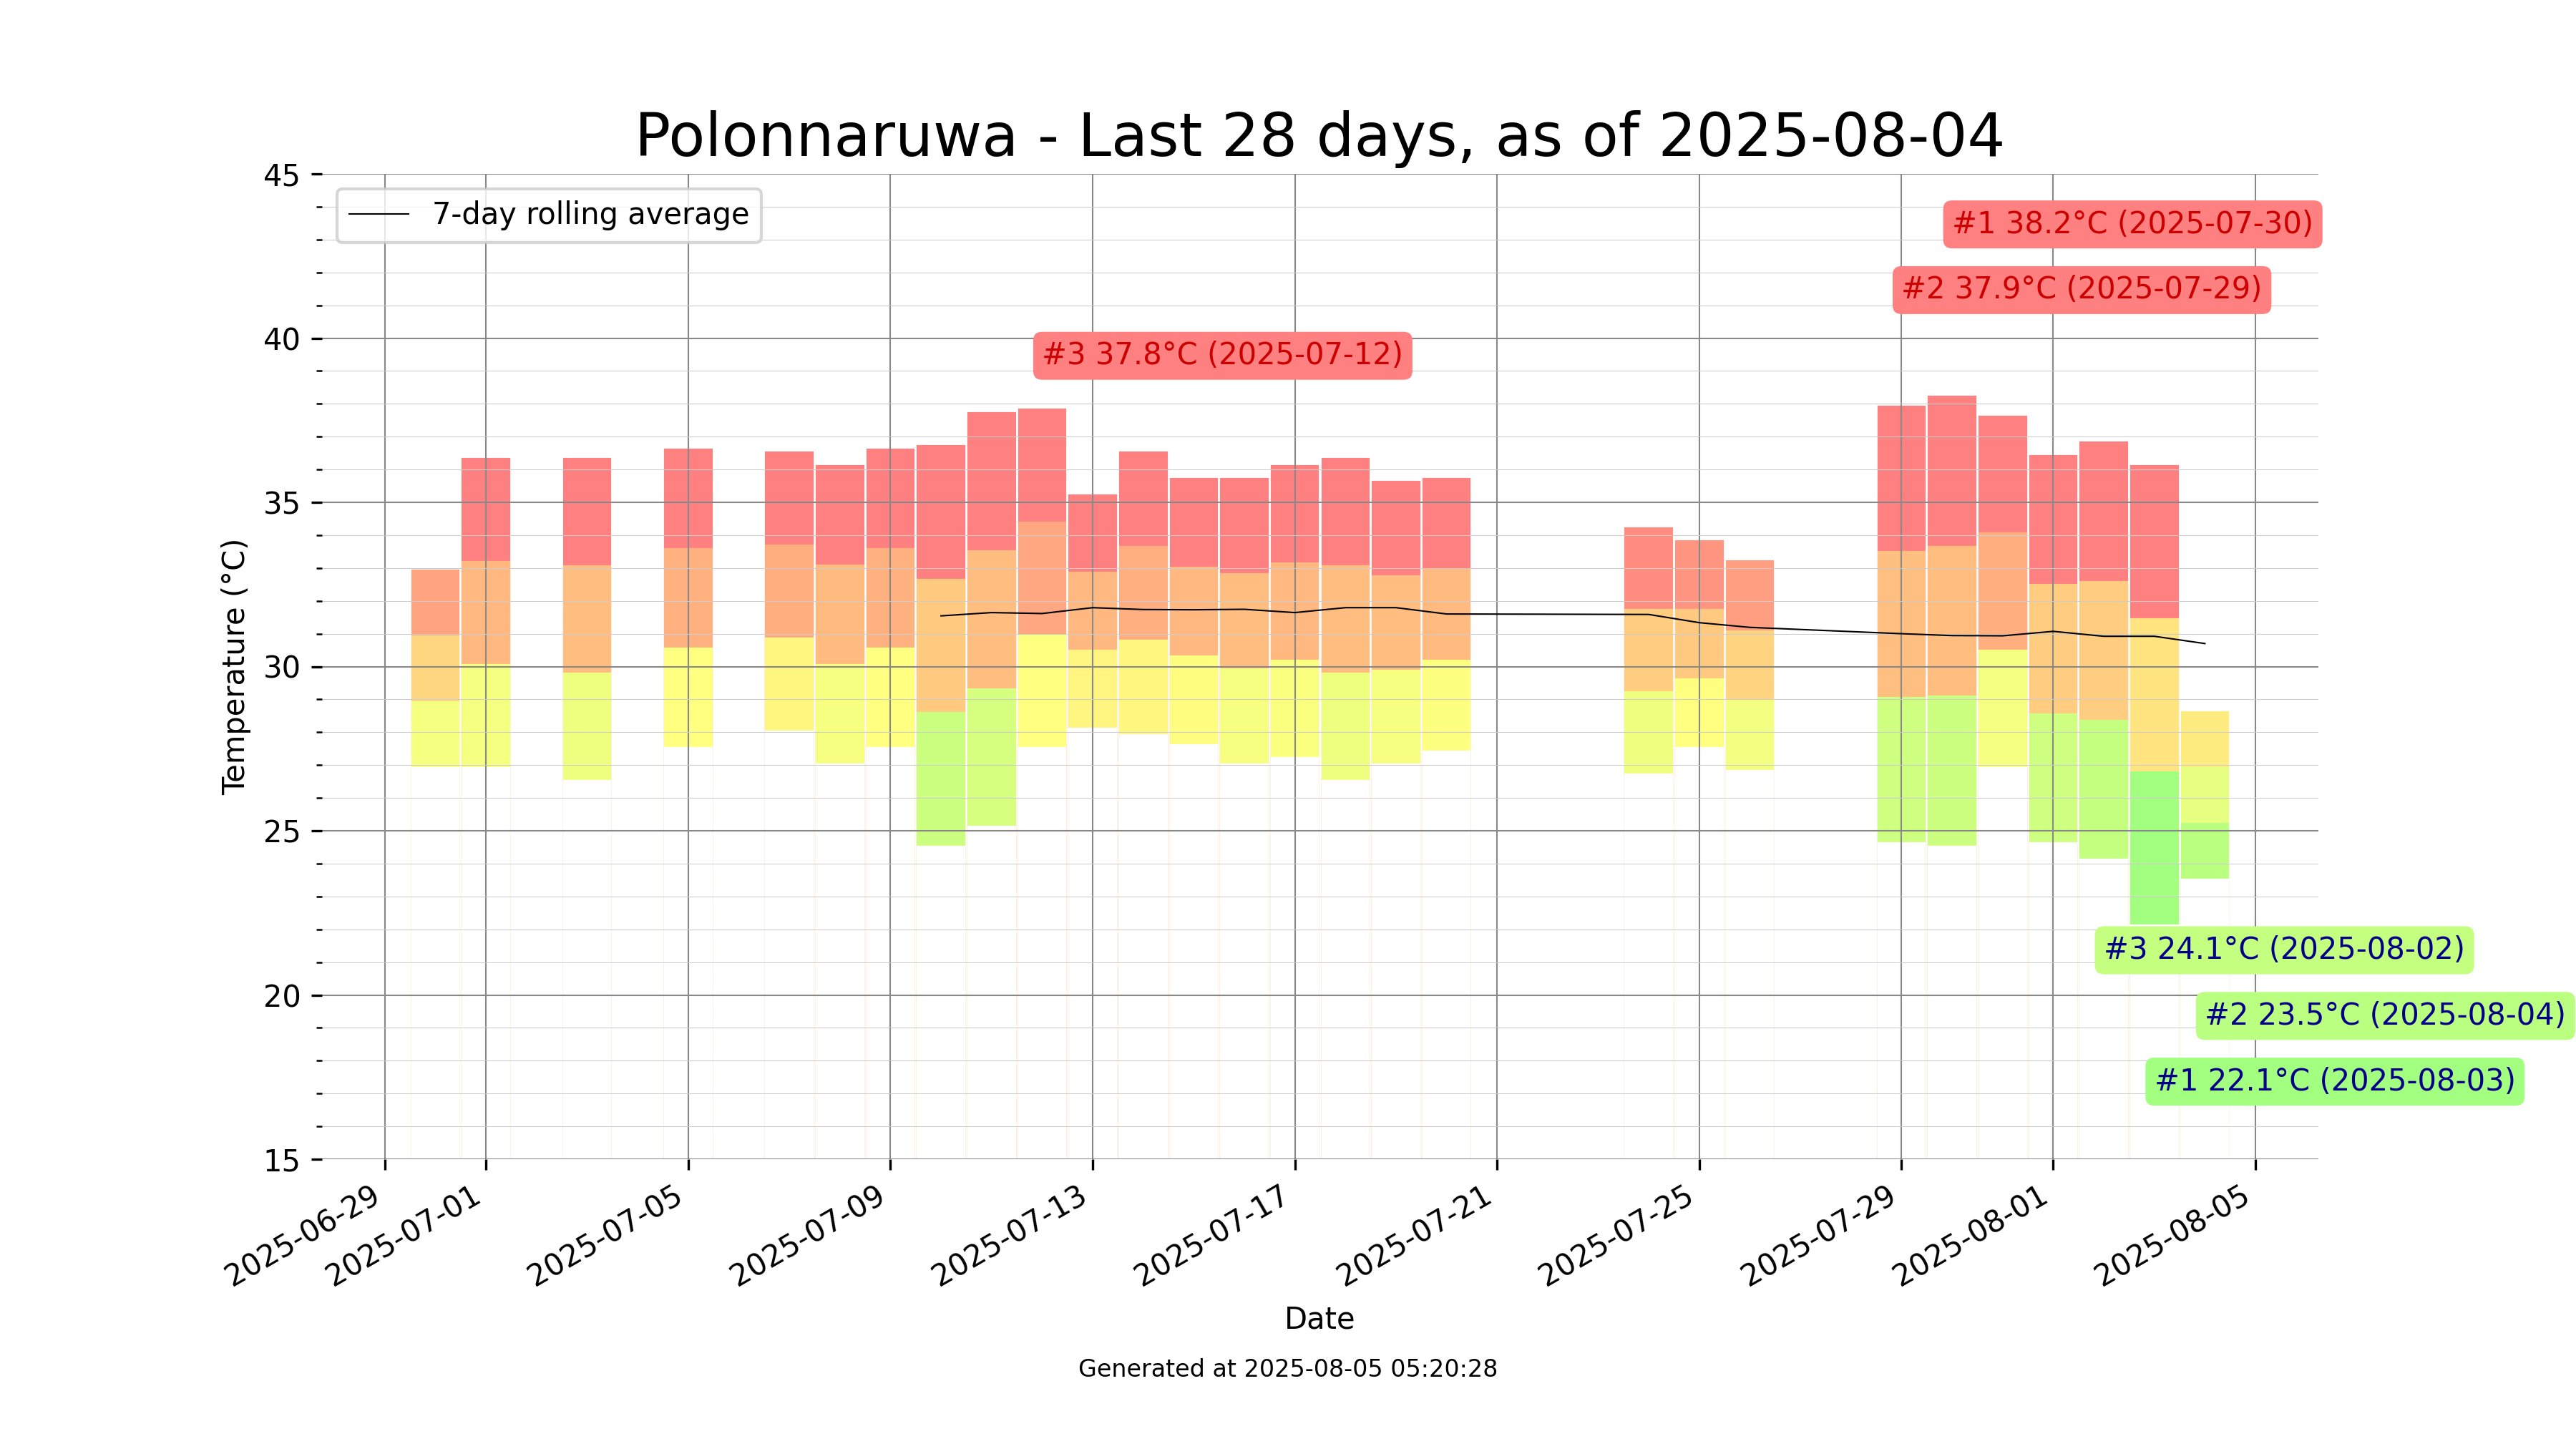 Polonnaruwa - Last 28 days, as of 2025-08-04
45
7-day rolling average
#1 38.2°C (2025-07-30)
#2 37.9°C (2025-07-29)
40
#3 37.8°C (2025-07-12)
35
Temperature (°C)
30
25
#3 24.1°C (2025-08-02)
20
#2 23.5°C (2025-08-04)
#1 22.1°C (2025-08-03)
15
2025-06-29
2025-07-01
2025-07-05
2025-07-09
2025-07-13
2025-07-17
2025-07-21
2025-07-25
2025-07-29
2025-08-01
2025-08-05
Date
Generated at 2025-08-05 05:20:28